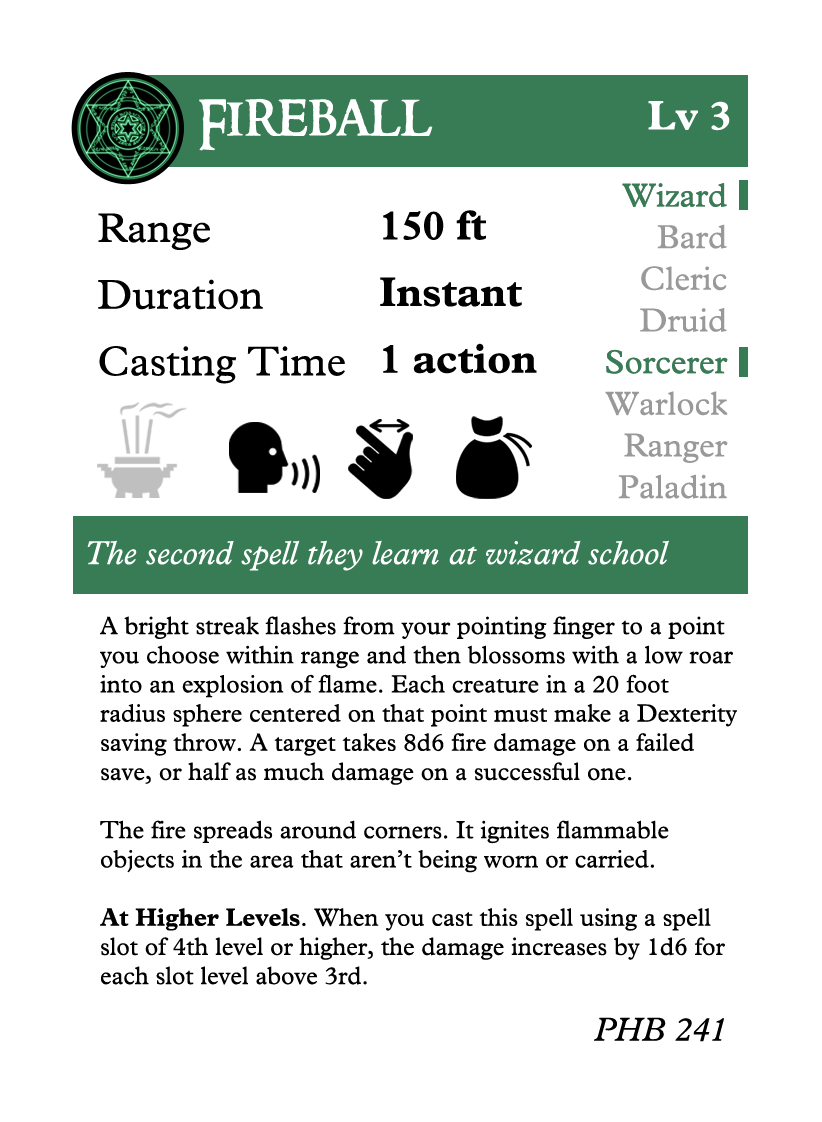 FIREBALL Lv 3
Range 150 ft
Duration Instant
Casting Time 1 action
Wizard
Bard
Cleric
Druid
Sorcerer
Warlock
Ranger
Paladin
The second spell they learn at wizard school
A bright streak flashes from your pointing finger to a point
you choose within range and then blossoms with a low roar
into an explosion of flame. Each creature in a 20 foot
radius sphere centered on that point must make a Dexterity
saving throw. A target takes 8d6 fire damage on a failed
save, or half as much damage on a successful one.
The fire spreads around corners. It ignites flammable
objects in the area that aren’t being worn or carried.
At Higher Levels. When you cast this spell using a spell
slot of 4th level or higher, the damage increases by 1d6 for
each slot level above 3rd.
PHB 241